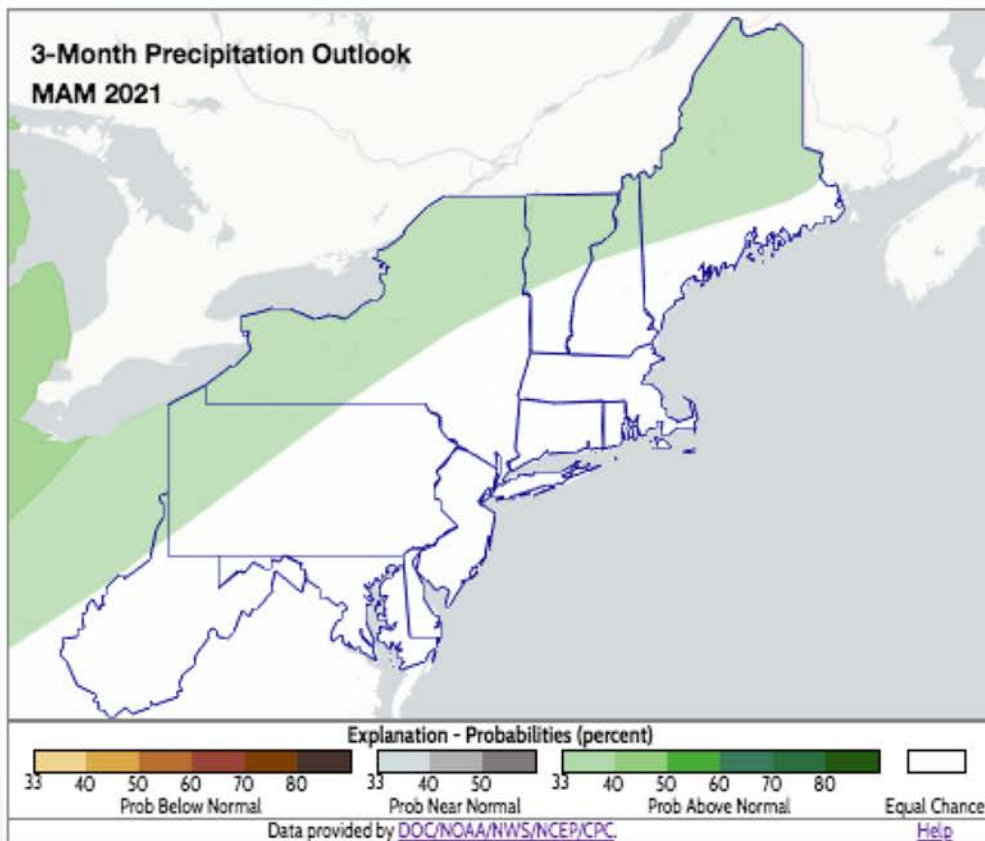 3-Month Precipitation Outlook
MAM 2021
Explanation - Probabilities (percent)
33 40 50 60 70 80 33 40 50 33 40 50 60 70 80
Prob Below Normal Prob Near Normal Prob Above Normal Equal Chance
Data provided by DOC/NOAA/NWS/NCEP/CPC. Help